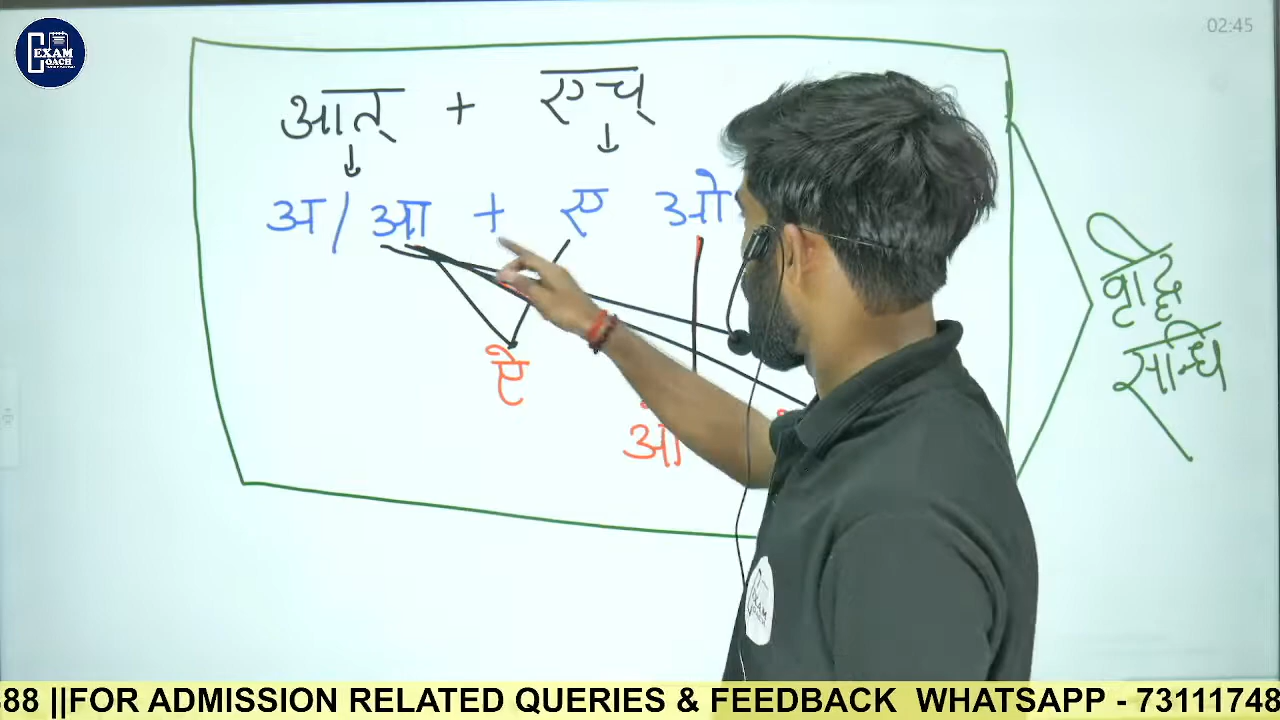 02:45
EXAM
COACH
आत् + एच्
अ / आ + ए ओ
ऐ
औ
वृद्धि
सन्धि
88 ||FOR ADMISSION RELATED QUERIES & FEEDBACK WHATSAPP - 73111748